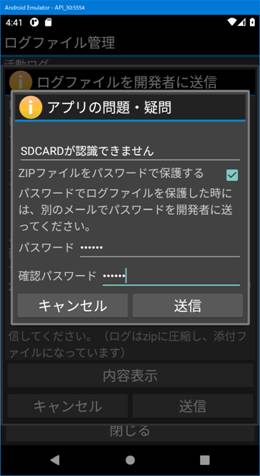 Android Emulator - API_30:5554
4:41
ログファイル管理
ログファイルを開発者に送信
アプリの問題・疑問
SDCARDが認識できません
ZIPファイルをパスワードで保護する
パスワードでログファイルを保護した時に
は、別のメールでパスワードを開発者に送
ってください。
パスワード ••••••
確認パスワード ••••••
キャンセル 送信
信してください。（ログはzipに圧縮し、添付フ
ァイルになっています）
内容表示
キャンセル 送信
閉じる